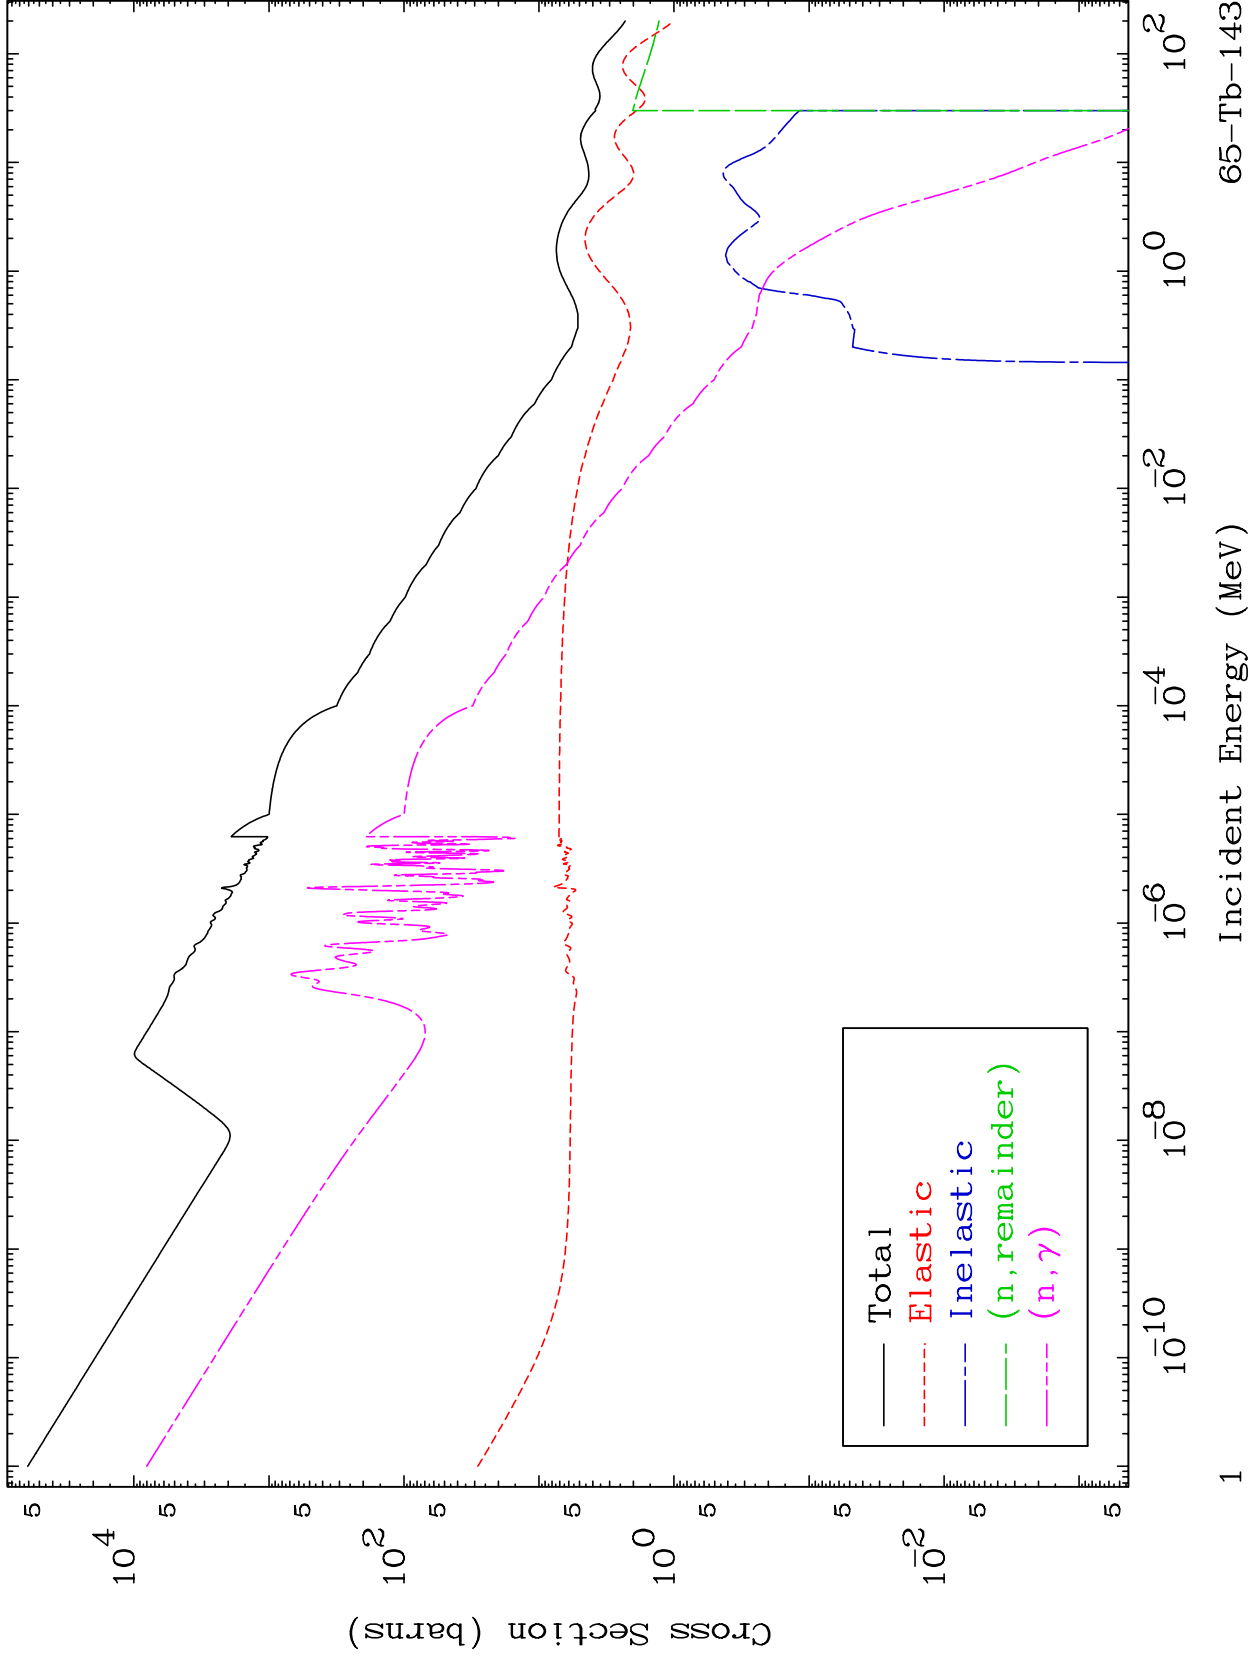 Cross Section (barns)
5
10^4
5
5
10^2
5
5
10^0
5
5
10^-2
5
5
Total
Elastic
Inelastic
(n,remainder)
(n,γ)
10^-10
10^-8
10^-6
10^-4
10^-2
10^0
10^2
Incident Energy (MeV)
1
65-Tb-143